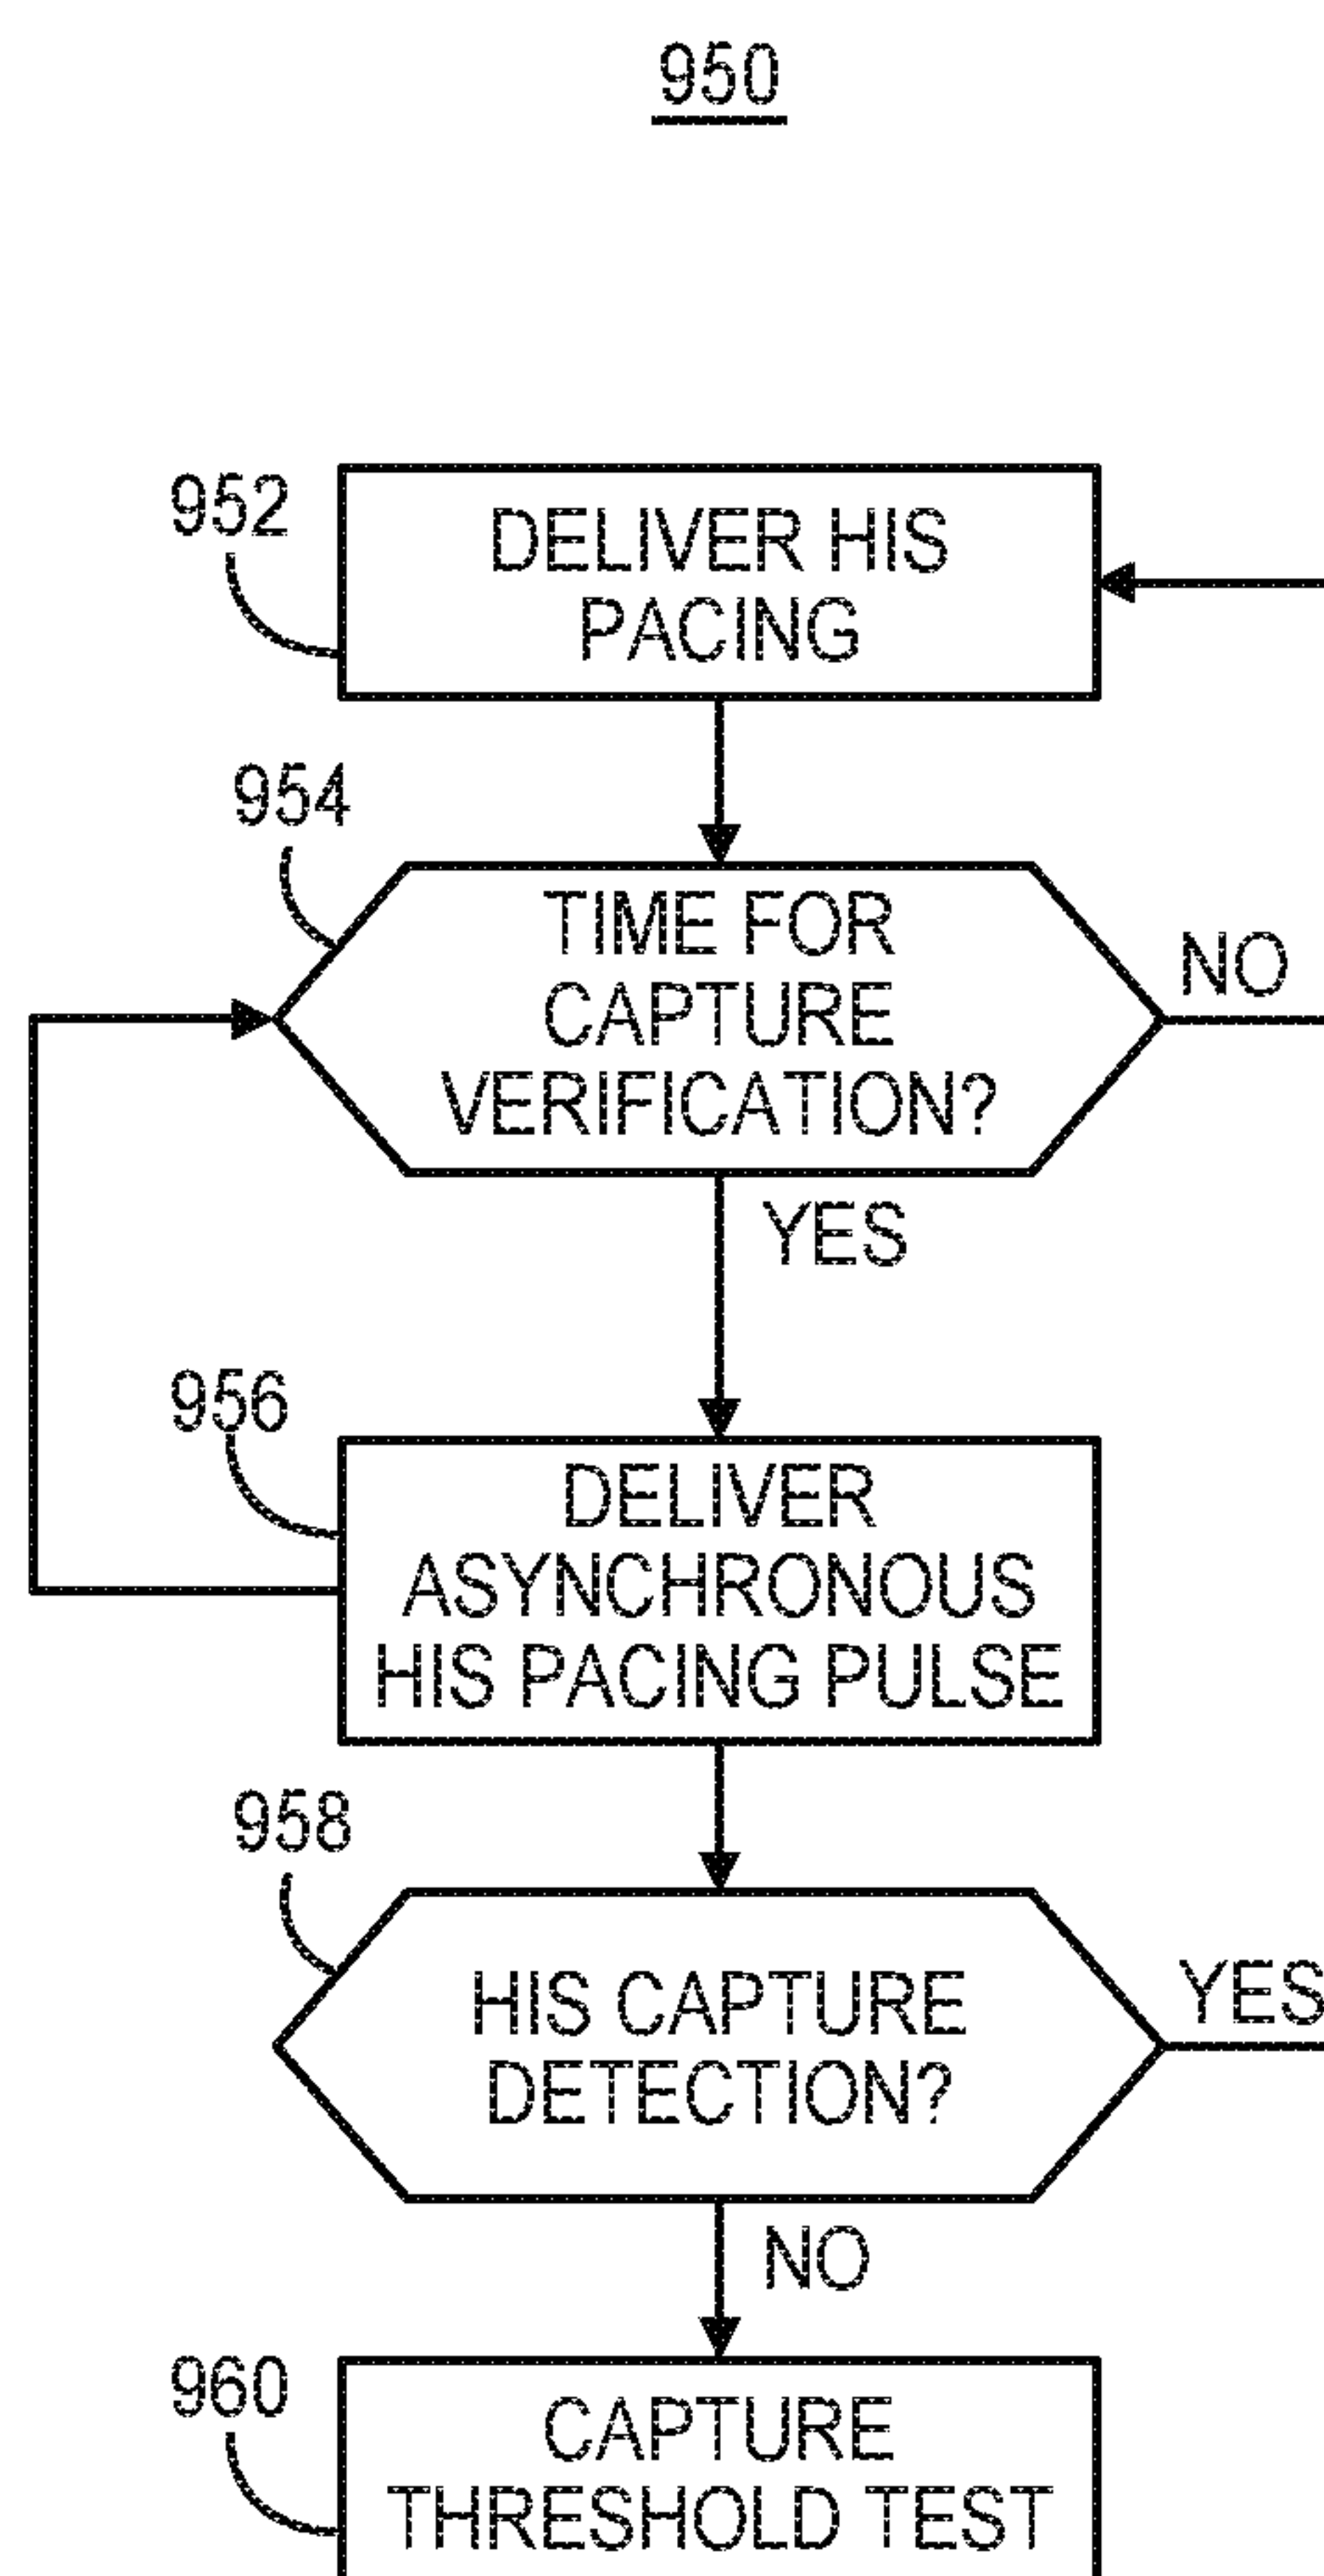 950
952
DELIVER HIS
PACING
954
TIME FOR
CAPTURE
VERIFICATION?
NO
YES
956
DELIVER
ASYNCHRONOUS
HIS PACING PULSE
958
HIS CAPTURE
DETECTION?
YES
NO
960
CAPTURE
THRESHOLD TEST